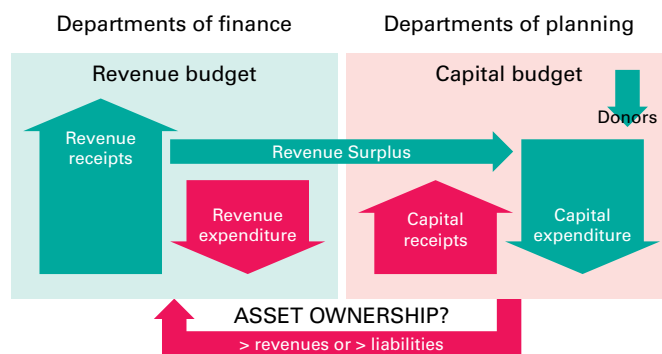 Departments of finance
Departments of planning
Revenue budget
Capital budget
Donors
Revenue
receipts
Revenue Surplus
Revenue
expenditure
Capital
receipts
Capital
expenditure
ASSET OWNERSHIP?
> revenues or > liabilities